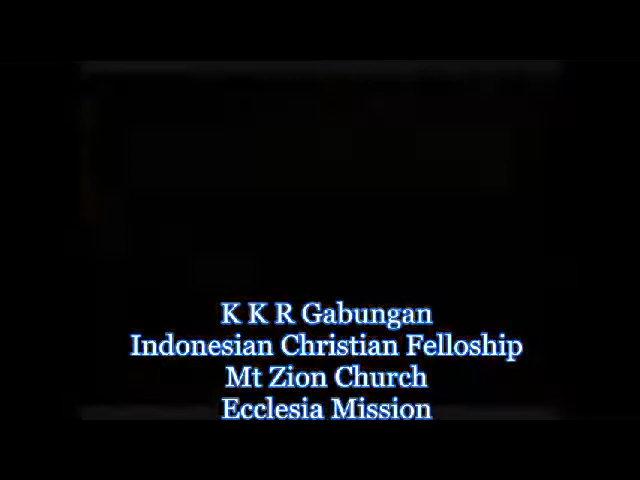 K K R Gabungan
Indonesian Christian Felloship
Mt Zion Church
Ecclesia Mission